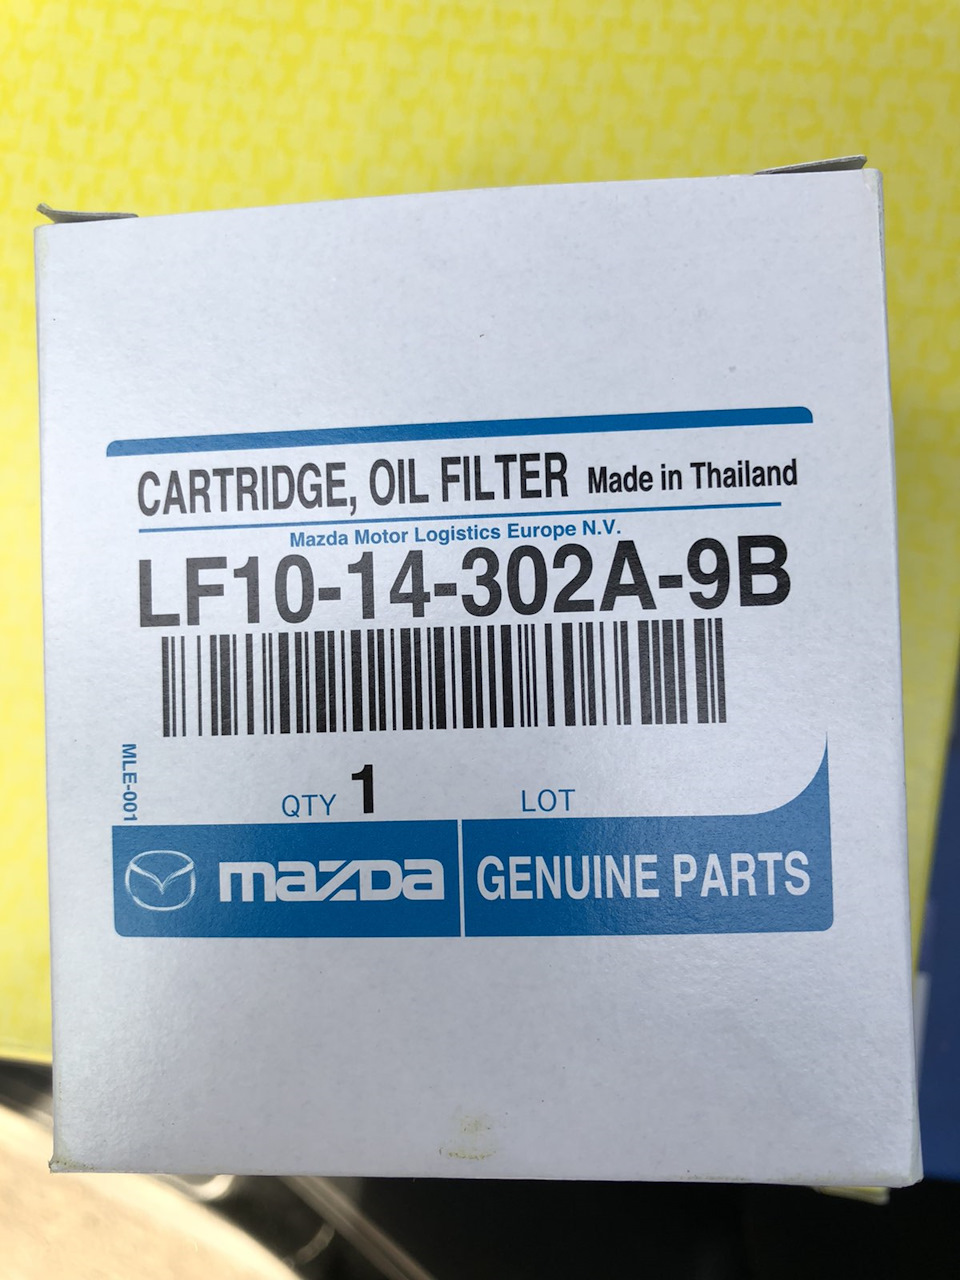 CARTRIDGE, OIL FILTER Made in Thailand
Mazda Motor Logistics Europe N.V.
LF10-14-302A-9B
MLE-001
QTY 1 LOT
mazda GENUINE PARTS